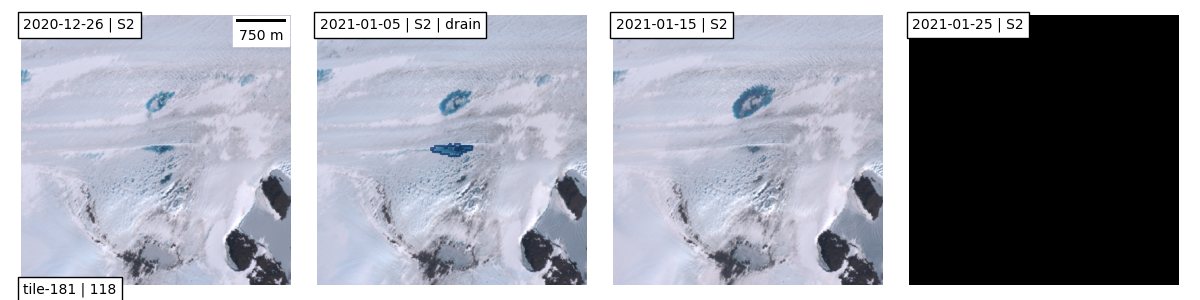 2020-12-26 | S2
750 m
2021-01-05 | S2 | drain
2021-01-15 | S2
2021-01-25 | S2
tile-181 | 118